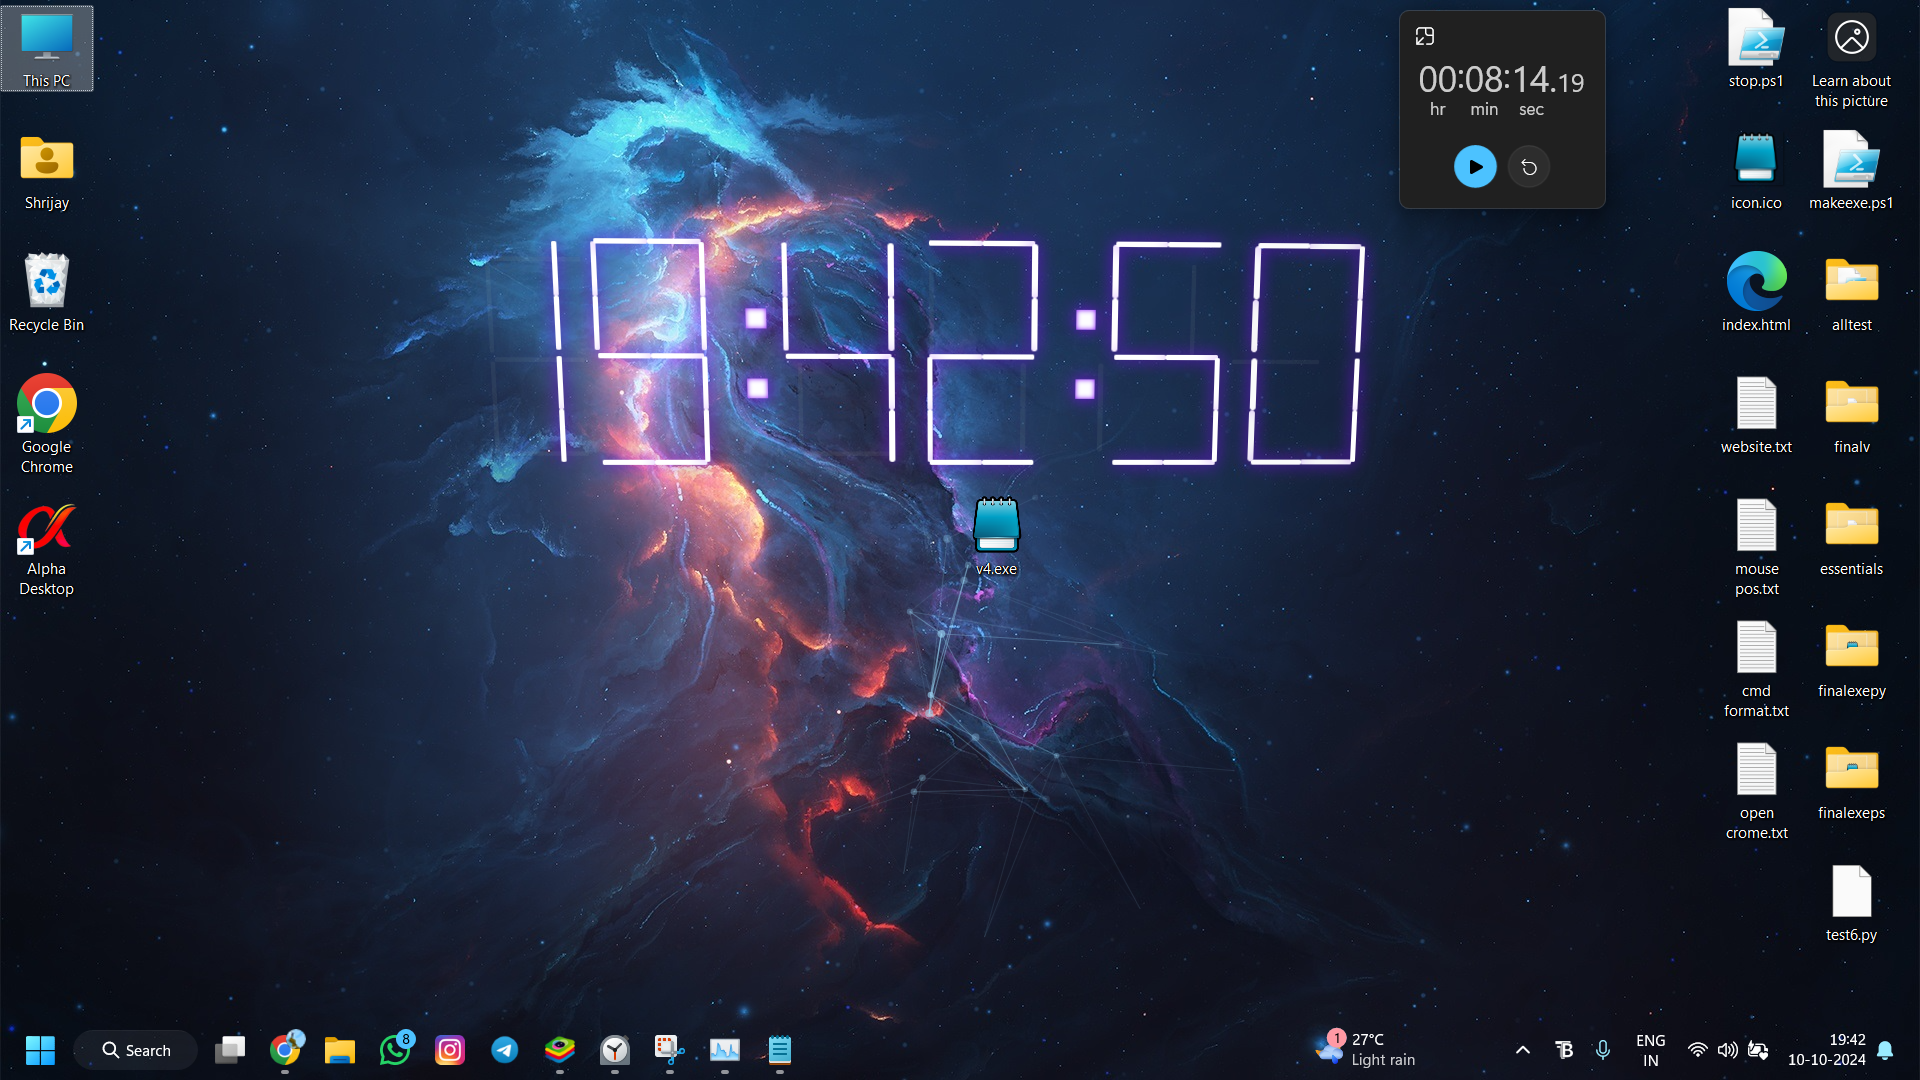 This PC
Shrijay
Recycle Bin
Google
Chrome
Alpha
Desktop
19:42:50
v4.exe
00:08:14.19
hr min sec
stop.ps1
Learn about
this picture
icon.ico
makeexe.ps1
index.html
alltest
website.txt
finalv
mouse
pos.txt
essentials
cmd
format.txt
finalexepy
open
crome.txt
finalexeps
test6.py
Search
8
1
27°C
Light rain
ENG
IN
19:42
10-10-2024